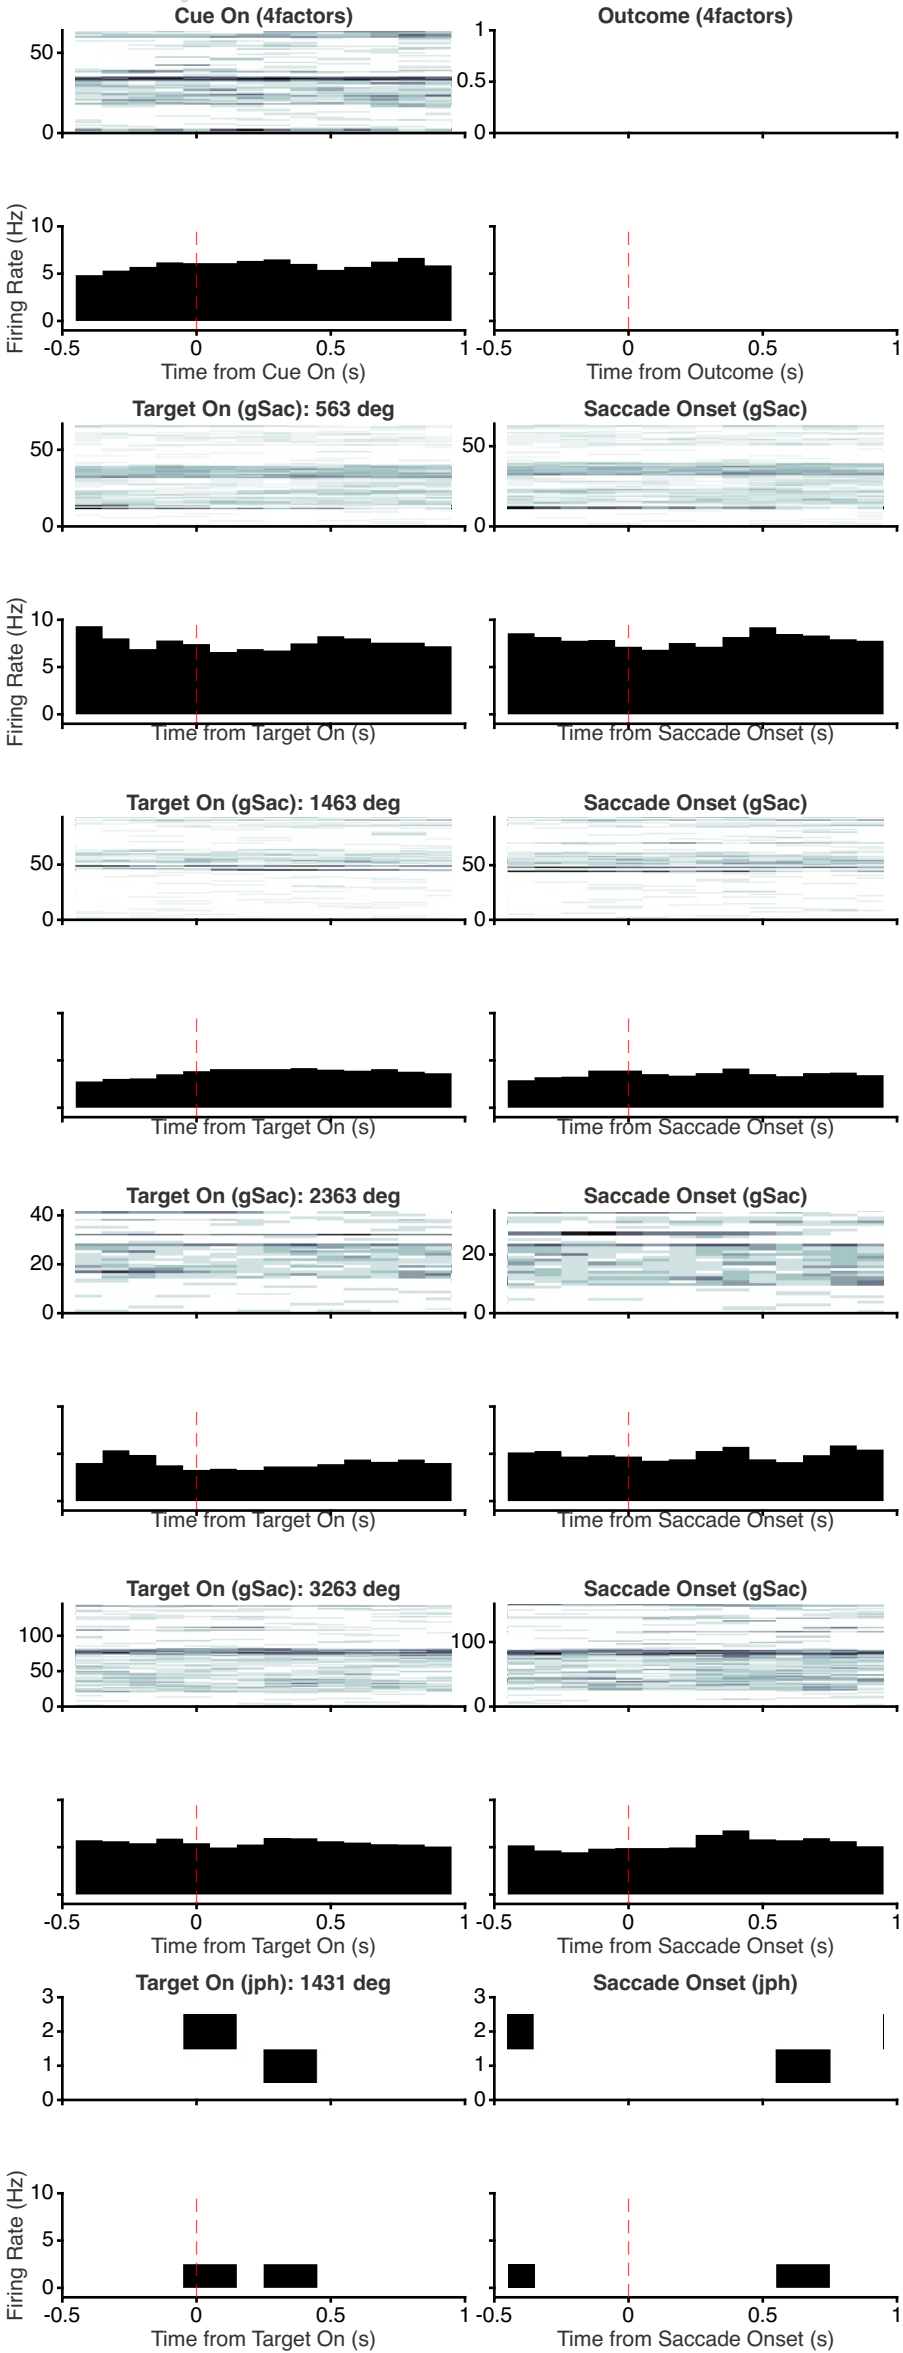 Cue On (4factors) Outcome (4factors)
50
0
1
0.5
0
Firing Rate (Hz)
10
5
0
-0.5 0 0.5 1 -0.5 0 0.5 1
Time from Cue On (s) Time from Outcome (s)
Target On (gSac): 563 deg Saccade Onset (gSac)
50 50
0 0
Firing Rate (Hz)
10
5
0
Time from Target On (s) Time from Saccade Onset (s)
Target On (gSac): 1463 deg Saccade Onset (gSac)
50 50
0 0
Time from Target On (s) Time from Saccade Onset (s)
Target On (gSac): 2363 deg Saccade Onset (gSac)
40
20 20
0 0
Time from Target On (s) Time from Saccade Onset (s)
Target On (gSac): 3263 deg Saccade Onset (gSac)
100 100
50
0 0
-0.5 0 0.5 1 -0.5 0 0.5 1
Time from Target On (s) Time from Saccade Onset (s)
Target On (jph): 1431 deg Saccade Onset (jph)
3 3
2 2
1 1
0 0
Firing Rate (Hz)
10
5
0
-0.5 0 0.5 1 -0.5 0 0.5 1
Time from Target On (s) Time from Saccade Onset (s)